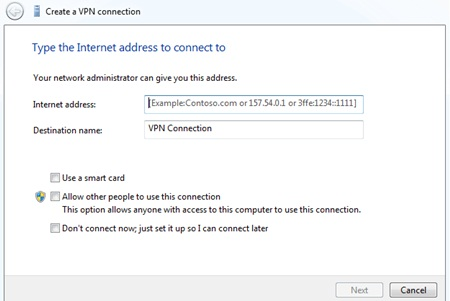 Create a VPN connection
Type the Internet address to connect to
Your network administrator can give you this address.
Internet address: [Example:Contoso.com or 157.54.0.1 or 3ffe:1234::1111]
Destination name: VPN Connection
Use a smart card
Allow other people to use this connection
This option allows anyone with access to this computer to use this connection.
Don't connect now; just set it up so I can connect later
Next Cancel